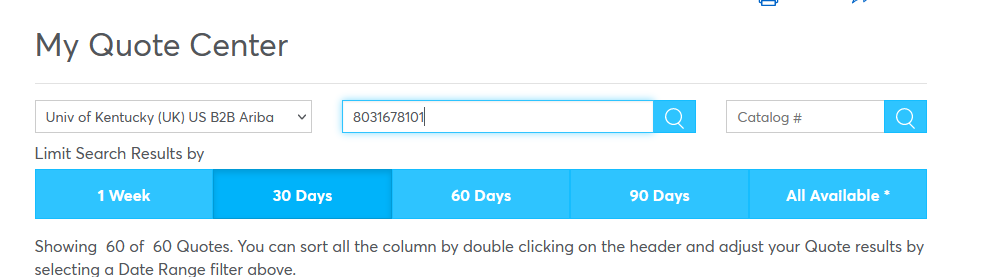 My Quote Center
Univ of Kentucky (UK) US B2B Ariba
8031678101
Catalog #
Limit Search Results by
1 Week
30 Days
60 Days
90 Days
All Available *
Showing 60 of 60 Quotes. You can sort all the column by double clicking on the header and adjust your Quote results by
selecting a Date Range filter above.